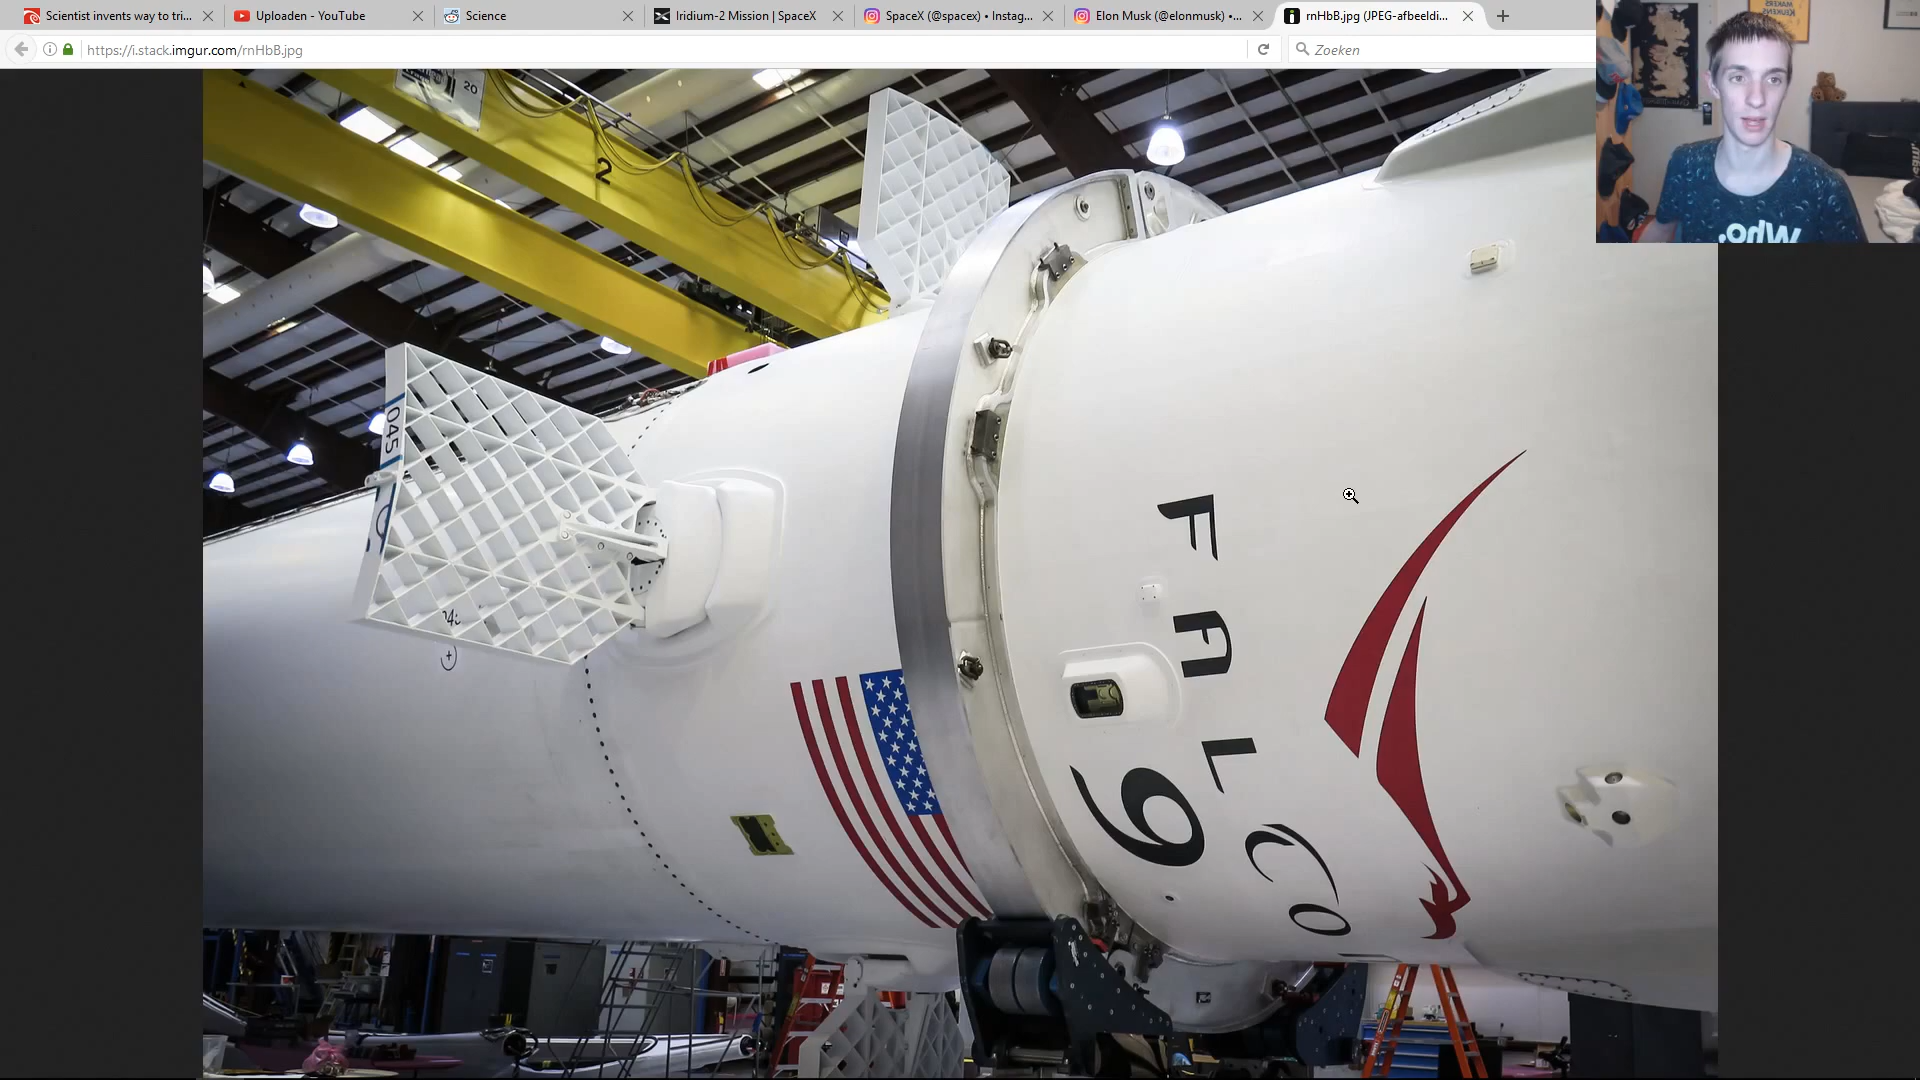 Scientist invents way to tri...
Uploaden - YouTube
Science
Iridium-2 Mission | SpaceX
SpaceX (@spacex) • Instag...
Elon Musk (@elonmusk) •...
rnHbB.jpg (JPEG-afbeeldi...
https://i.stack.imgur.com/rnHbB.jpg
Zoeken
20
2
045
FALCON
9
Who.